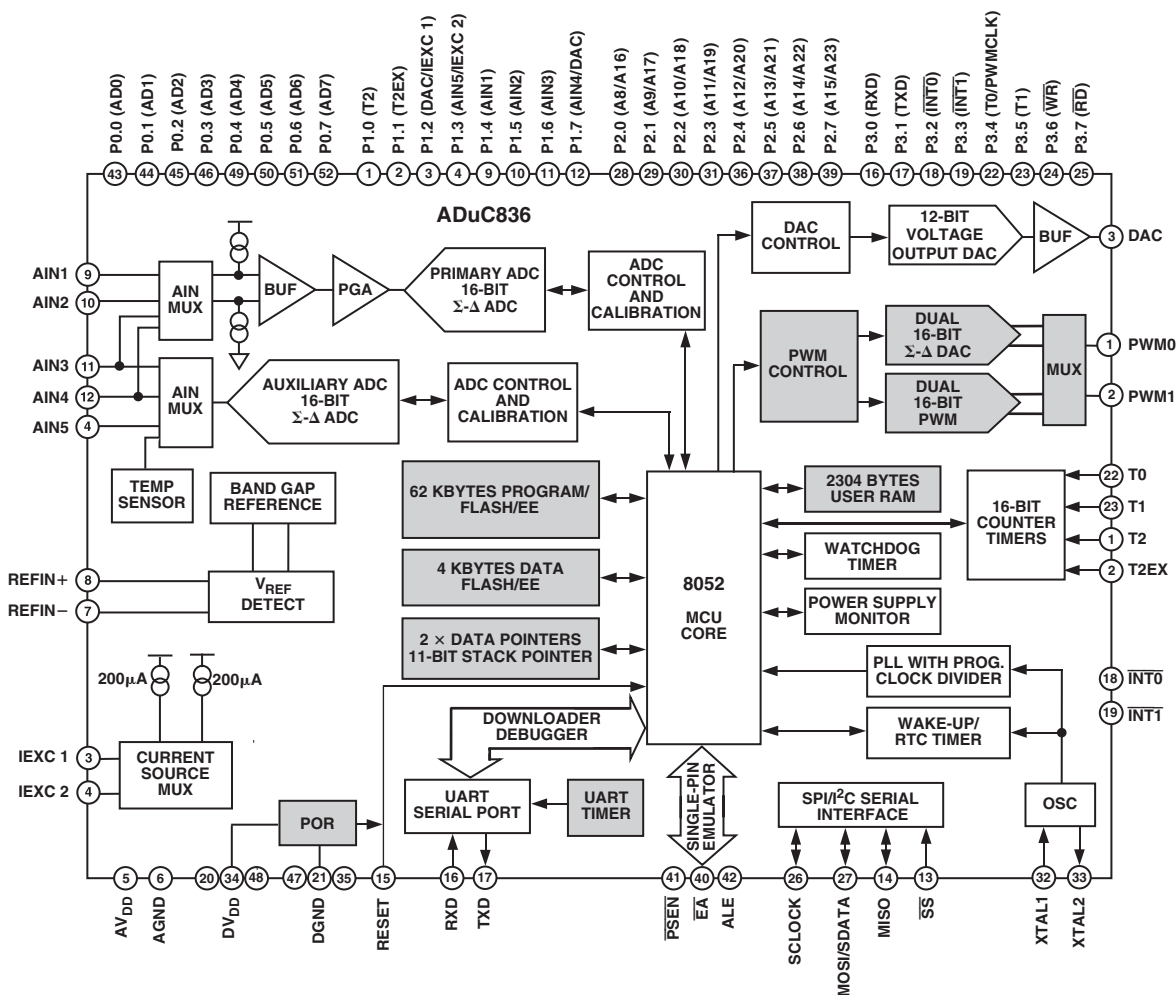 P0.0 (AD0)
P0.1 (AD1)
P0.2 (AD2)
P0.3 (AD3)
P0.4 (AD4)
P0.5 (AD5)
P0.6 (AD6)
P0.7 (AD7)
P1.0 (T2)
P1.1 (T2EX)
P1.2 (DAC/IEXC 1)
P1.3 (AIN5/IEXC 2)
P1.4 (AIN1)
P1.5 (AIN2)
P1.6 (AIN3)
P1.7 (AIN4/DAC)
P2.0 (A8/A16)
P2.1 (A9/A17)
P2.2 (A10/A18)
P2.3 (A11/A19)
P2.4 (A12/A20)
P2.5 (A13/A21)
P2.6 (A14/A22)
P2.7 (A15/A23)
P3.0 (RXD)
P3.1 (TXD)
P3.2 (INT0)
P3.3 (INT1)
P3.4 (T0/PWMCLK)
P3.5 (T1)
P3.6 (WR)
P3.7 (RD)
43 44 45 46 49 50 51 52 1 2 3 4 9 10 11 12 28 29 30 31 36 37 38 39 16 17 18 19 22 23 24 25
ADuC836
AIN1 9
AIN2 10
AIN3 11
AIN4 12
AIN5 4
AIN
MUX
BUF
PGA
PRIMARY ADC
16-BIT
Σ-Δ ADC
ADC
CONTROL
AND
CALIBRATION
DAC
CONTROL
12-BIT
VOLTAGE
OUTPUT DAC
BUF
3 DAC
AIN
MUX
AUXILIARY ADC
16-BIT
Σ-Δ ADC
ADC CONTROL
AND
CALIBRATION
PWM
CONTROL
DUAL
16-BIT
Σ-Δ DAC
DUAL
16-BIT
PWM
MUX
1 PWM0
2 PWM1
TEMP
SENSOR
BAND GAP
REFERENCE
62 KBYTES PROGRAM/
FLASH/EE
2304 BYTES
USER RAM
16-BIT
COUNTER
TIMERS
22 T0
23 T1
1 T2
2 T2EX
REFIN+ 8
REFIN− 7
VREF
DETECT
4 KBYTES DATA
FLASH/EE
8052
MCU
CORE
WATCHDOG
TIMER
POWER SUPPLY
MONITOR
2 × DATA POINTERS
11-BIT STACK POINTER
PLL WITH PROG.
CLOCK DIVIDER
18 INT0
19 INT1
200μA
200μA
DOWNLOADER
DEBUGGER
WAKE-UP/
RTC TIMER
IEXC 1 3
IEXC 2 4
CURRENT
SOURCE
MUX
POR
UART
SERIAL PORT
UART
TIMER
SINGLE-PIN
EMULATOR
SPI/I2C SERIAL
INTERFACE
OSC
5 6 20 34 48 47 21 35 15 16 17 41 40 42 26 27 14 13 32 33
AVDD
AGND
DVDD
DGND
RESET
RXD
TXD
PSEN
EA
ALE
SCLOCK
MOSI/SDATA
MISO
SS
XTAL1
XTAL2